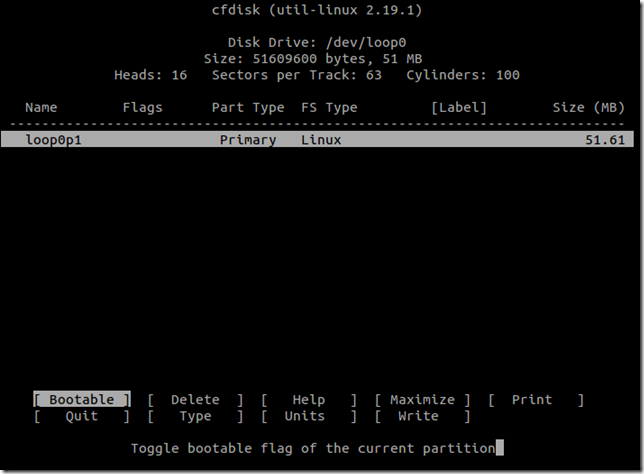 cfdisk (util-linux 2.19.1)
Disk Drive: /dev/loop0
Size: 51609600 bytes, 51 MB
Heads: 16   Sectors per Track: 63   Cylinders: 100
Name        Flags      Part Type  FS Type          [Label]        Size (MB)
------------------------------------------------------------------------------
loop0p1                 Primary   Linux                              51.61
[ Bootable ]  [  Delete  ]  [   Help   ]  [ Maximize ]  [  Print   ]
[   Quit   ]  [   Type   ]  [  Units   ]  [  Write   ]
Toggle bootable flag of the current partition